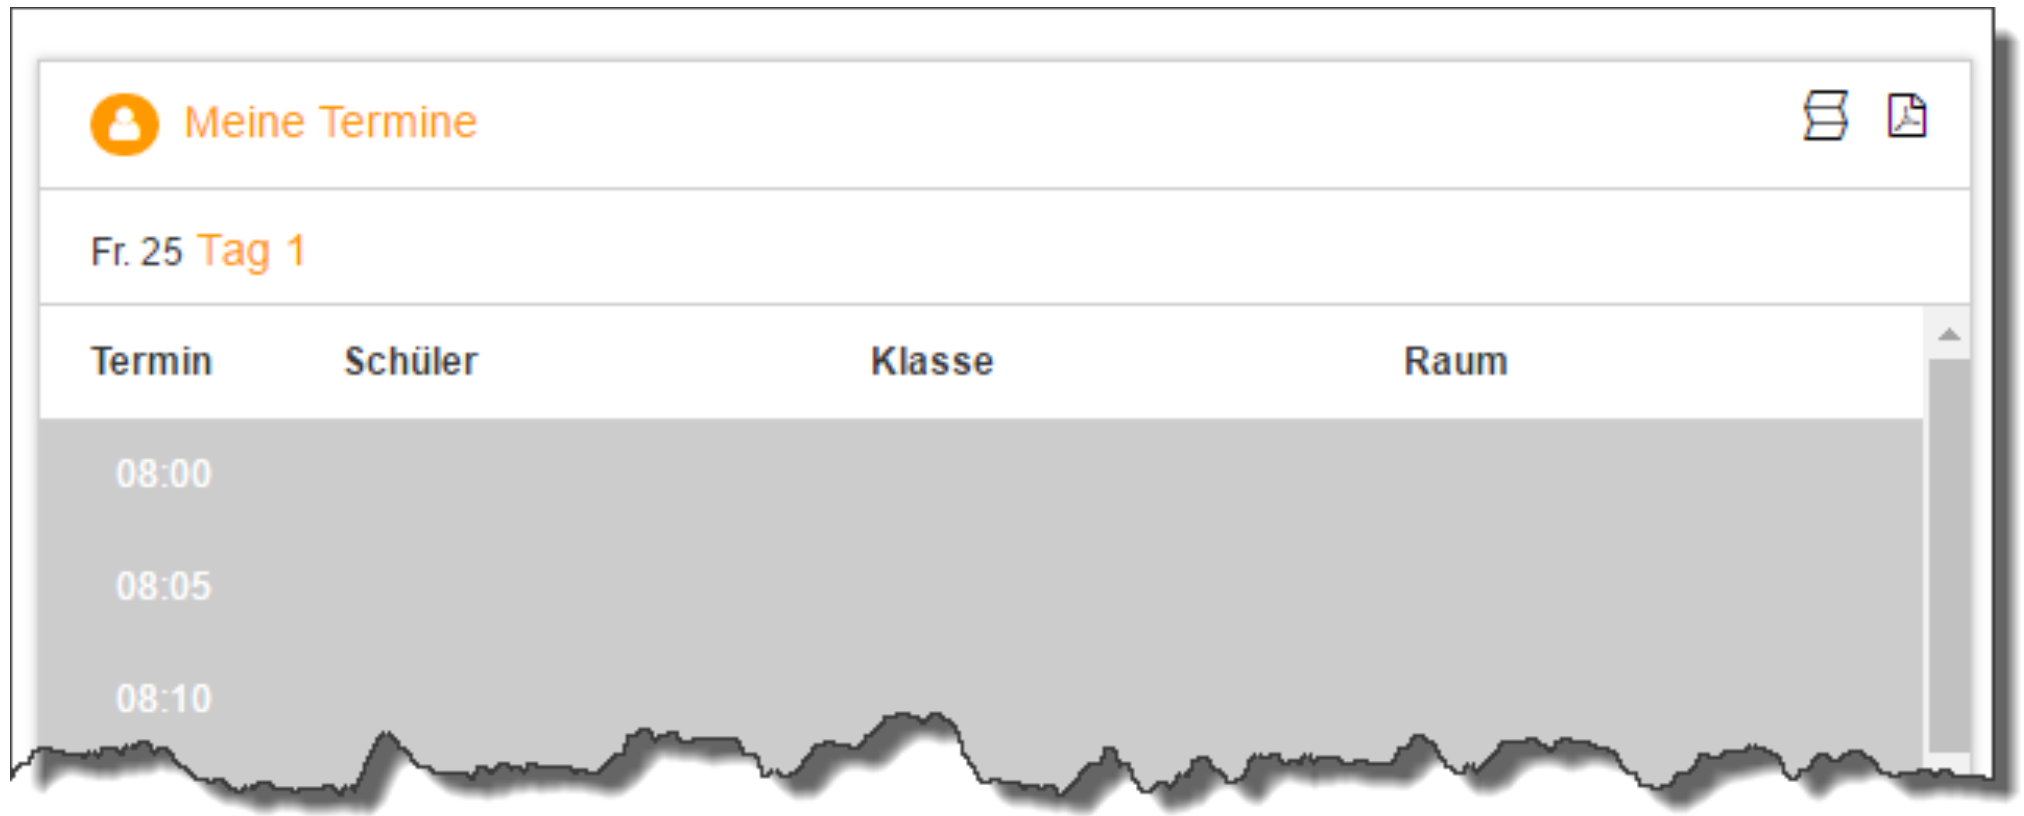 Meine Termine
Fr. 25 Tag 1
Termin Schüler Klasse Raum
08:00
08:05
08:10